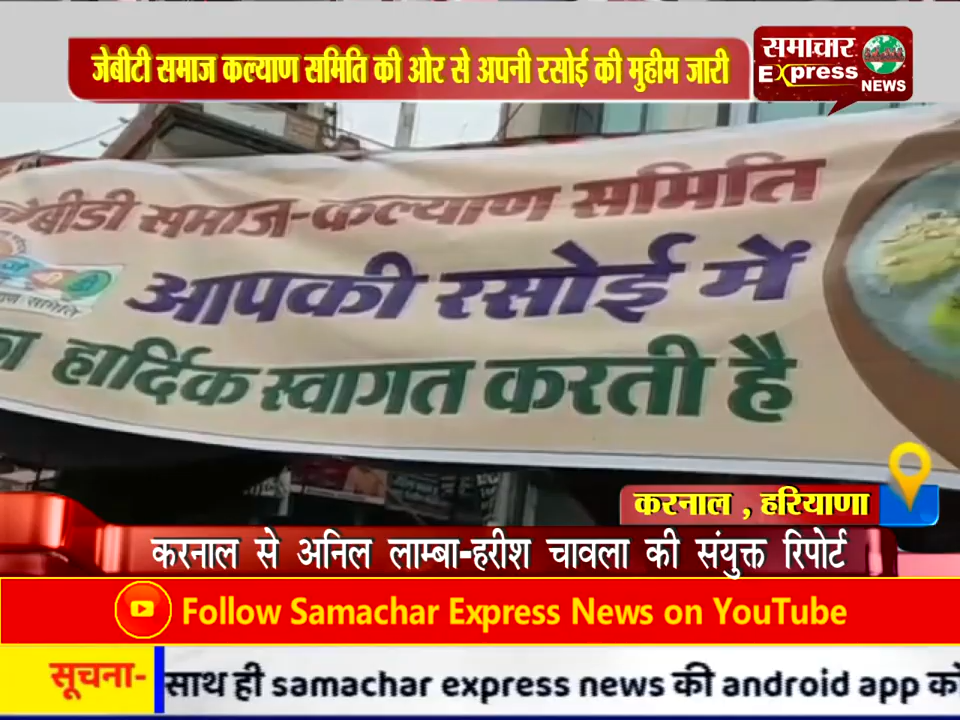 जेबीटी समाज कल्याण समिति की ओर से अपनी रसोई की मुहीम जारी
समाचार
Express
NEWS
जेबीडी समाज-कल्याण समिति
आपकी रसोई में
हार्दिक स्वागत करती है
करनाल , हरियाणा
करनाल से अनिल लाम्बा-हरीश चावला की संयुक्त रिपोर्ट
Follow Samachar Express News on YouTube
सूचना- साथ ही samachar express news की android app को